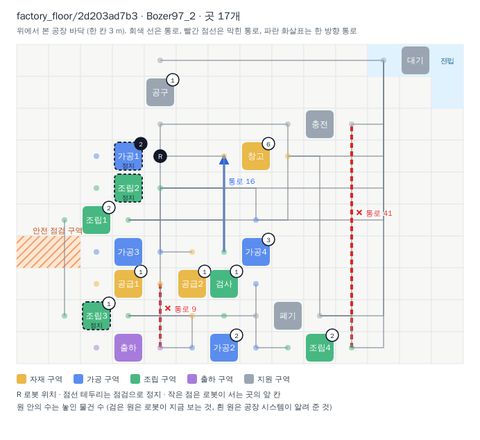 factory_floor/2d203ad7b3 · Bozer97_2 · 곳 17개
위에서 본 공장 바닥 (한 칸 3 m). 회색 선은 통로, 빨간 점선은 막힌 통로, 파란 화살표는 한 방향 통로
대기
전립
공구
1
충전
가공1
2
정지
R
창고
6
조립2
정지
통로 16
조립1
2
통로 41
안전 점검 구역
가공3
가공4
3
공급1
1
공급2
1
검사
1
조립3
1
정지
통로 9
폐기
출하
가공2
2
조립4
2
자재 구역
가공 구역
조립 구역
출하 구역
지원 구역
R 로봇 위치 · 점선 테두리는 점검으로 정지 · 작은 점은 로봇이 서는 곳의 앞 칸
원 안의 수는 놓인 물건 수 (검은 원은 로봇이 지금 보는 것, 흰 원은 공장 시스템이 알려 준 것)